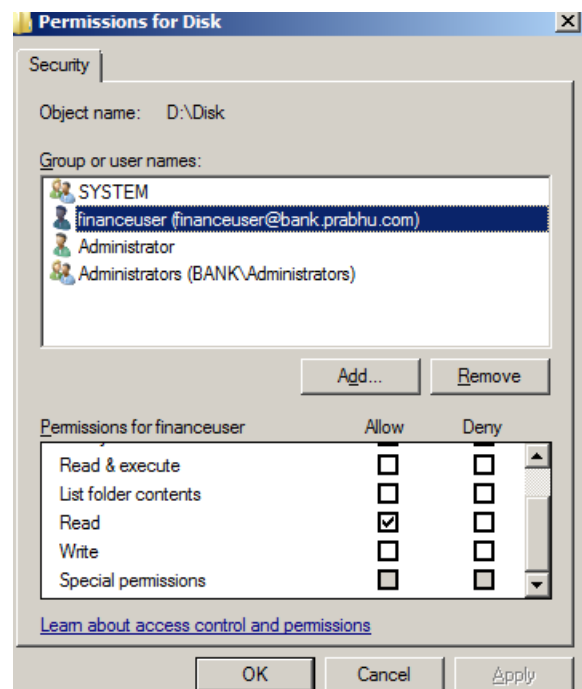 Permissions for Disk
Security
Object name: D:\Disk
Group or user names:
SYSTEM
financeuser (financeuser@bank.prabhu.com)
Administrator
Administrators (BANK\Administrators)
Add... Remove
Permissions for financeuser Allow Deny
Read & execute
List folder contents
Read
Write
Special permissions
Learn about access control and permissions
OK Cancel Apply